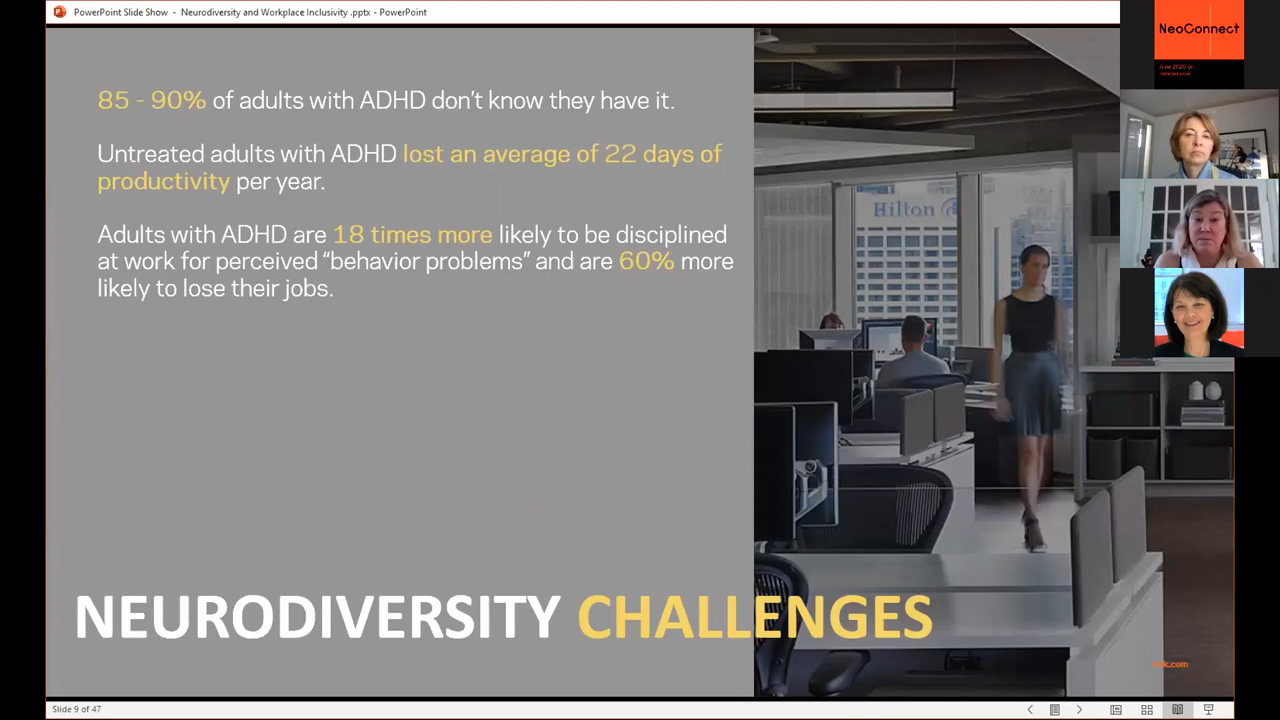 PowerPoint Slide Show - Neurodiversity and Workplace Inclusivity .pptx - PowerPoint
NeoConnect
85 - 90% of adults with ADHD don't know they have it.
Untreated adults with ADHD lost an average of 22 days of
productivity per year.
Adults with ADHD are 18 times more likely to be disciplined
at work for perceived “behavior problems” and are 60% more
likely to lose their jobs.
Hilton
NEURODIVERSITY CHALLENGES
Slide 9 of 47